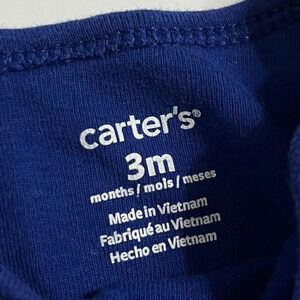 carter's®
3m
months / mois / meses
Made in Vietnam
Fabriqué au Vietnam
Hecho en Vietnam